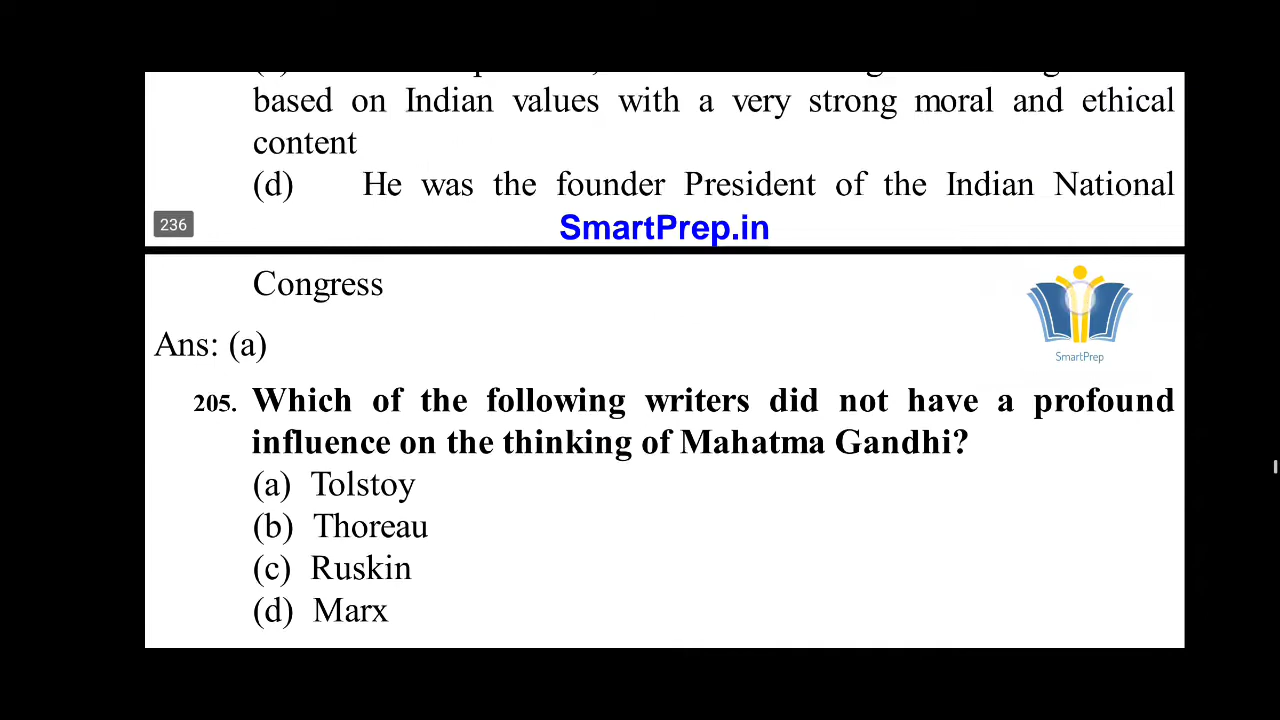 based on Indian values with a very strong moral and ethical
content
(d) He was the founder President of the Indian National
236
SmartPrep.in
Congress
SmartPrep
Ans: (a)
205. Which of the following writers did not have a profound
influence on the thinking of Mahatma Gandhi?
(a) Tolstoy
(b) Thoreau
(c) Ruskin
(d) Marx